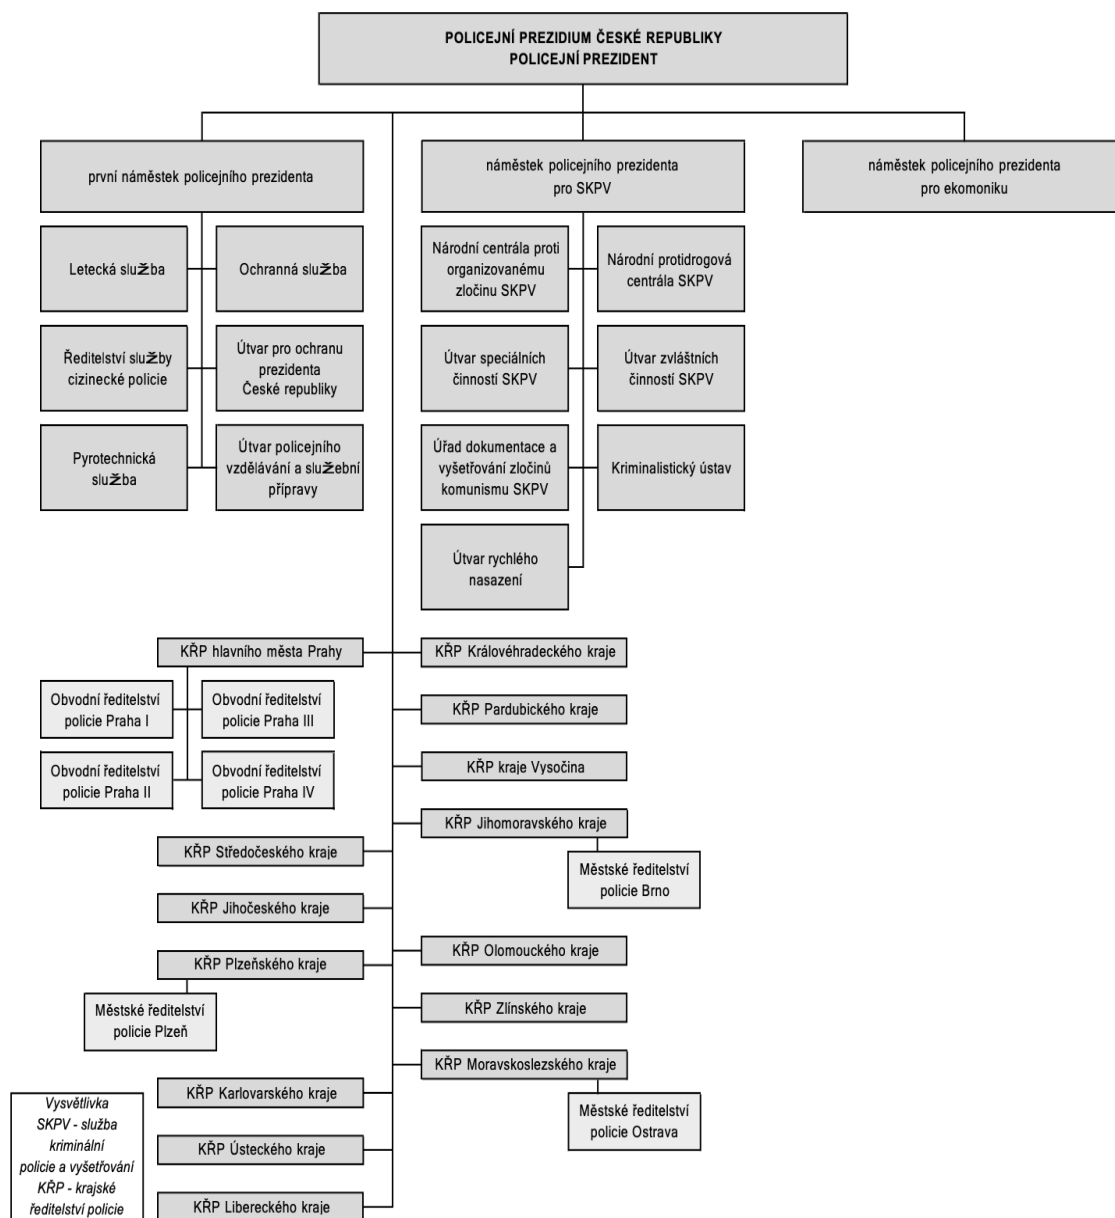 POLICEJNÍ PREZIDIUM ČESKÉ REPUBLIKY
POLICEJNÍ PREZIDENT
první náměstek policejního prezidenta
náměstek policejního prezidenta
pro SKPV
náměstek policejního prezidenta
pro ekomoniku
Letecká služba
Ochranná služba
Ředitelství služby
cizinecké policie
Útvar pro ochranu
prezidenta
České republiky
Pyrotechnická
služba
Útvar policejního
vzdělávání a služební
přípravy
Národní centrála proti
organizovanému
zločinu SKPV
Národní protidrogová
centrála SKPV
Útvar speciálních
činností SKPV
Útvar zvláštních
činností SKPV
Úřad dokumentace a
vyšetřování zločinů
komunismu SKPV
Kriminalistický ústav
Útvar rychlého
nasazení
KŘP hlavního města Prahy
Obvodní ředitelství
policie Praha I
Obvodní ředitelství
policie Praha III
Obvodní ředitelství
policie Praha II
Obvodní ředitelství
policie Praha IV
KŘP Středočeského kraje
KŘP Jihočeského kraje
KŘP Plzeňského kraje
Městské ředitelství
policie Plzeň
KŘP Karlovarského kraje
KŘP Ústeckého kraje
KŘP Libereckého kraje
KŘP Královéhradeckého kraje
KŘP Pardubického kraje
KŘP kraje Vysočina
KŘP Jihomoravského kraje
Městské ředitelství
policie Brno
KŘP Olomouckého kraje
KŘP Zlínského kraje
KŘP Moravskoslezského kraje
Městské ředitelství
policie Ostrava
Vysvětlivka
SKPV - služba
kriminální
policie a vyšetřování
KŘP - krajské
ředitelství policie